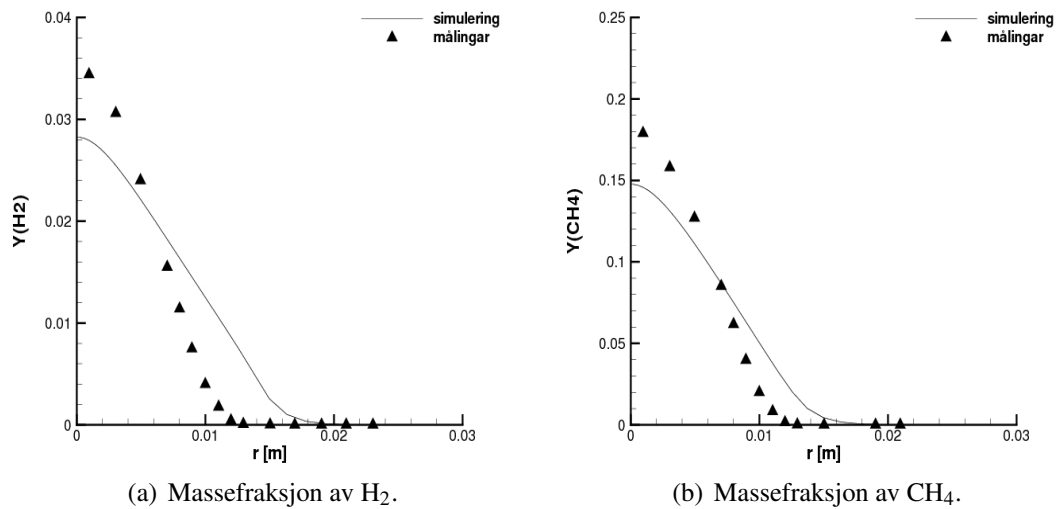 0.04
0.03
0.02
0.01
0
Y(H2)
simulering
målingar
0
0.01
0.02
0.03
r [m]
(a) Massefraksjon av H₂.
0.25
0.2
0.15
0.1
0.05
0
Y(CH4)
simulering
målingar
0
0.01
0.02
0.03
r [m]
(b) Massefraksjon av CH₄.